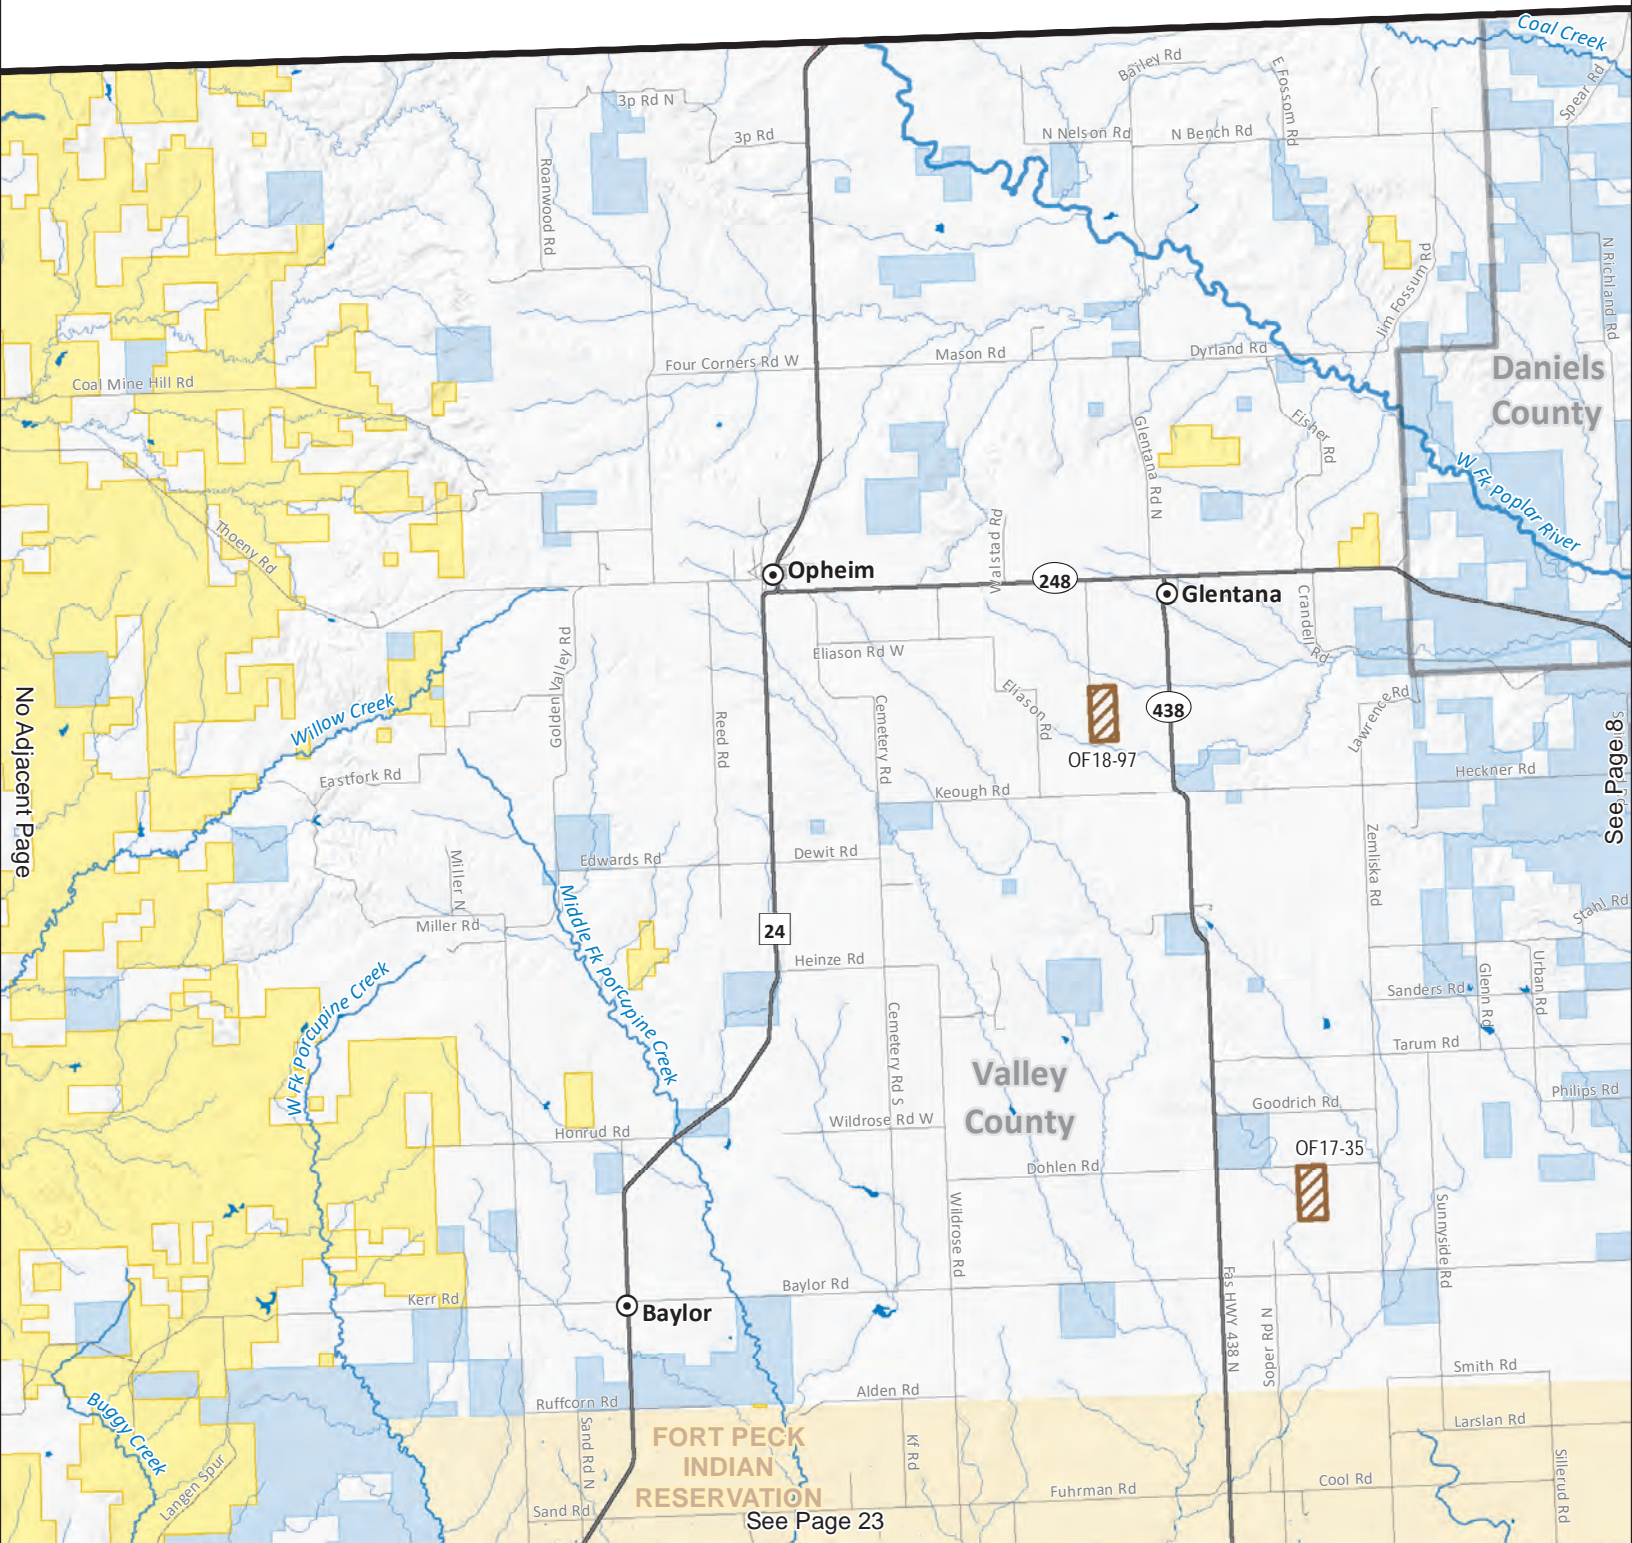 Coal Creek
Bailey Rd
E Fossom Rd
Spear Rd
3p Rd N
3p Rd
N Nelson Rd
N Bench Rd
Roanwood Rd
N Richland Rd
Jim Fossum Rd
Four Corners Rd W
Mason Rd
Dyrland Rd
Daniels
County
Coal Mine Hill Rd
Glentana Rd N
Fisher Rd
W Fk Poplar River
Thoeny Rd
Valstad Rd
Opheim
248
Glentana
Crandell Rd
Golden Valley Rd
Eliason Rd W
Eliason Rd
Willow Creek
No Adjacent Page
Reed Rd
Cemetery Rd
438
Lawrence Rd
OF18-97
See Page 8
Eastfork Rd
Keough Rd
Heckner Rd
Zemliska Rd
Edwards Rd
Dewit Rd
Miller N
Miller Rd
Middle Fk Porcupine Creek
24
Stahl Rd
Heinze Rd
W Fk Porcupine Creek
Sanders Rd
Glenn Rd
Urban Rd
Cemetery Rd S
Tarum Rd
Valley
County
Philips Rd
Goodrich Rd
Honrud Rd
Wildrose Rd W
OF17-35
Dohlen Rd
Wildrose Rd
Sunnyside Rd
Kerr Rd
Baylor Rd
Baylor
Fas HWY 438 N
Soper Rd N
Smith Rd
Buggy Creek
Ruffcorn Rd
Alden Rd
Larslan Rd
Sand Rd N
FORT PECK
INDIAN
RESERVATION
Kf Rd
Langen Spur
Sand Rd
Fuhrman Rd
Cool Rd
Sillerud Rd
See Page 23